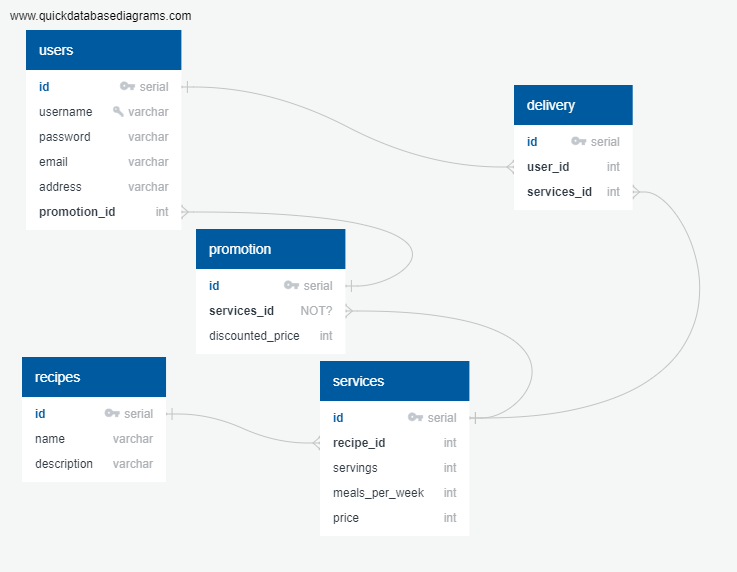 www.quickdatabasediagrams.com
users
id serial
username varchar
password varchar
email varchar
address varchar
promotion_id int
delivery
id serial
user_id int
services_id int
promotion
id serial
services_id NOT?
discounted_price int
recipes
id serial
name varchar
description varchar
services
id serial
recipe_id int
servings int
meals_per_week int
price int